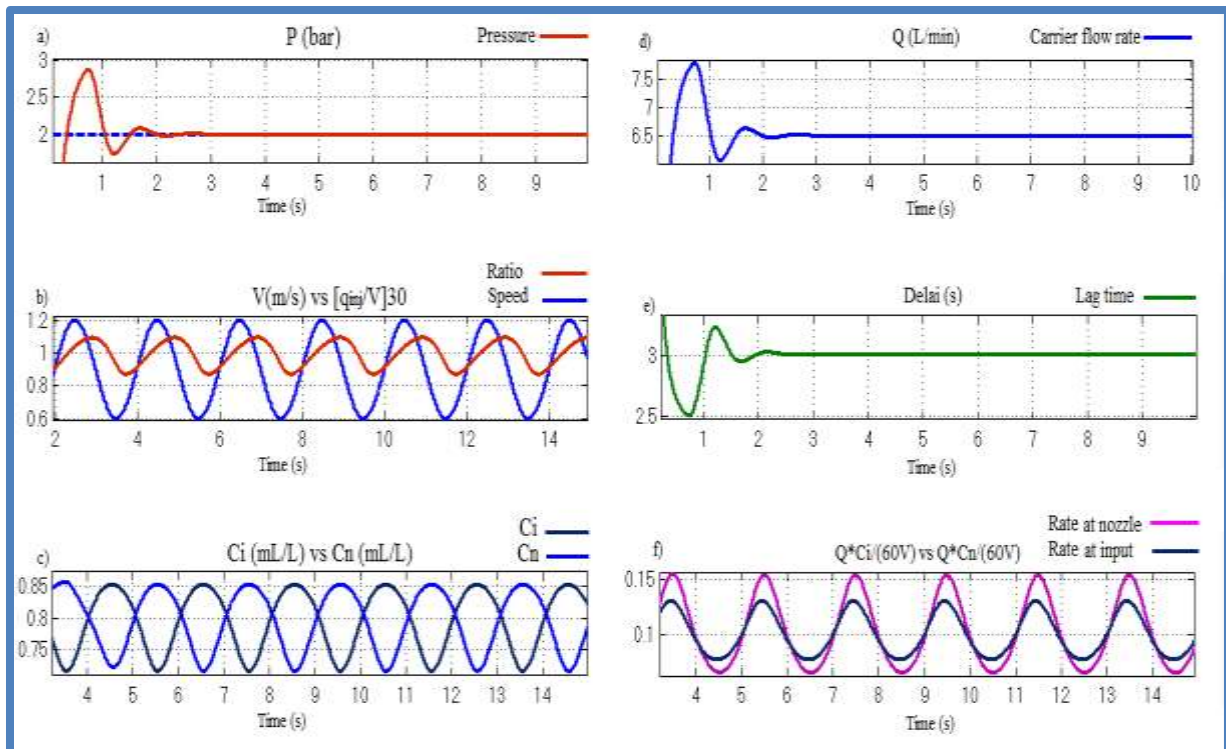 a)
P (bar)
Pressure
3
2.5
2
1 2 3 4 5 6 7 8 9
Time (s)
d)
Q (L/min)
Carrier flow rate
7.5
7
6.5
1 2 3 4 5 6 7 8 9 10
Time (s)
Ratio
Speed
b)
V(m/s) vs [qinj/V]30
1.2
1
0.8
0.6
2 4 6 8 10 12 14
Time (s)
e)
Delai (s)
Lag time
3
2.5
1 2 3 4 5 6 7 8 9
Time (s)
Ci
Cn
c)
Ci (mL/L) vs Cn (mL/L)
0.85
0.8
0.75
4 5 6 7 8 9 10 11 12 13 14
Time (s)
Rate at nozzle
Rate at input
f)
Q*Ci/(60V) vs Q*Cn/(60V)
0.15
0.1
4 5 6 7 8 9 10 11 12 13 14
Time (s)